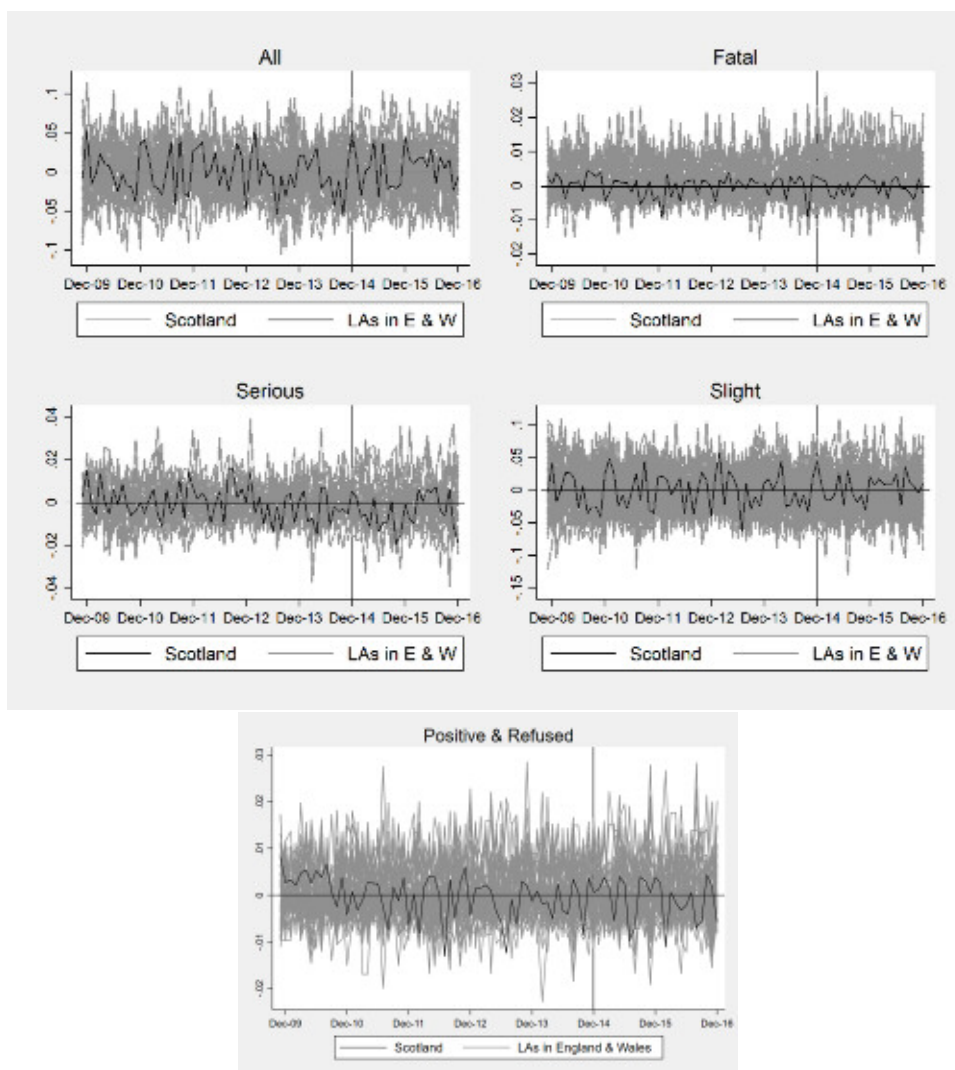 All
Fatal
.1
.05
0
-.05
-.1
.03
.02
.01
0
-.01
-.02
Dec-09 Dec-10 Dec-11 Dec-12 Dec-13 Dec-14 Dec-15 Dec-16
Dec-09 Dec-10 Dec-11 Dec-12 Dec-13 Dec-14 Dec-15 Dec-16
Scotland LAs in E & W
Scotland LAs in E & W
Serious
Slight
.04
.02
0
-.02
-.04
.1
.05
0
-.05
-.1
-.15
Dec-09 Dec-10 Dec-11 Dec-12 Dec-13 Dec-14 Dec-15 Dec-16
Dec-09 Dec-10 Dec-11 Dec-12 Dec-13 Dec-14 Dec-15 Dec-16
Scotland LAs in E & W
Scotland LAs in E & W
Positive & Refused
.03
.02
.01
0
-.01
-.02
Dec-09 Dec-10 Dec-11 Dec-12 Dec-13 Dec-14 Dec-15 Dec-16
Scotland LAs in England & Wales